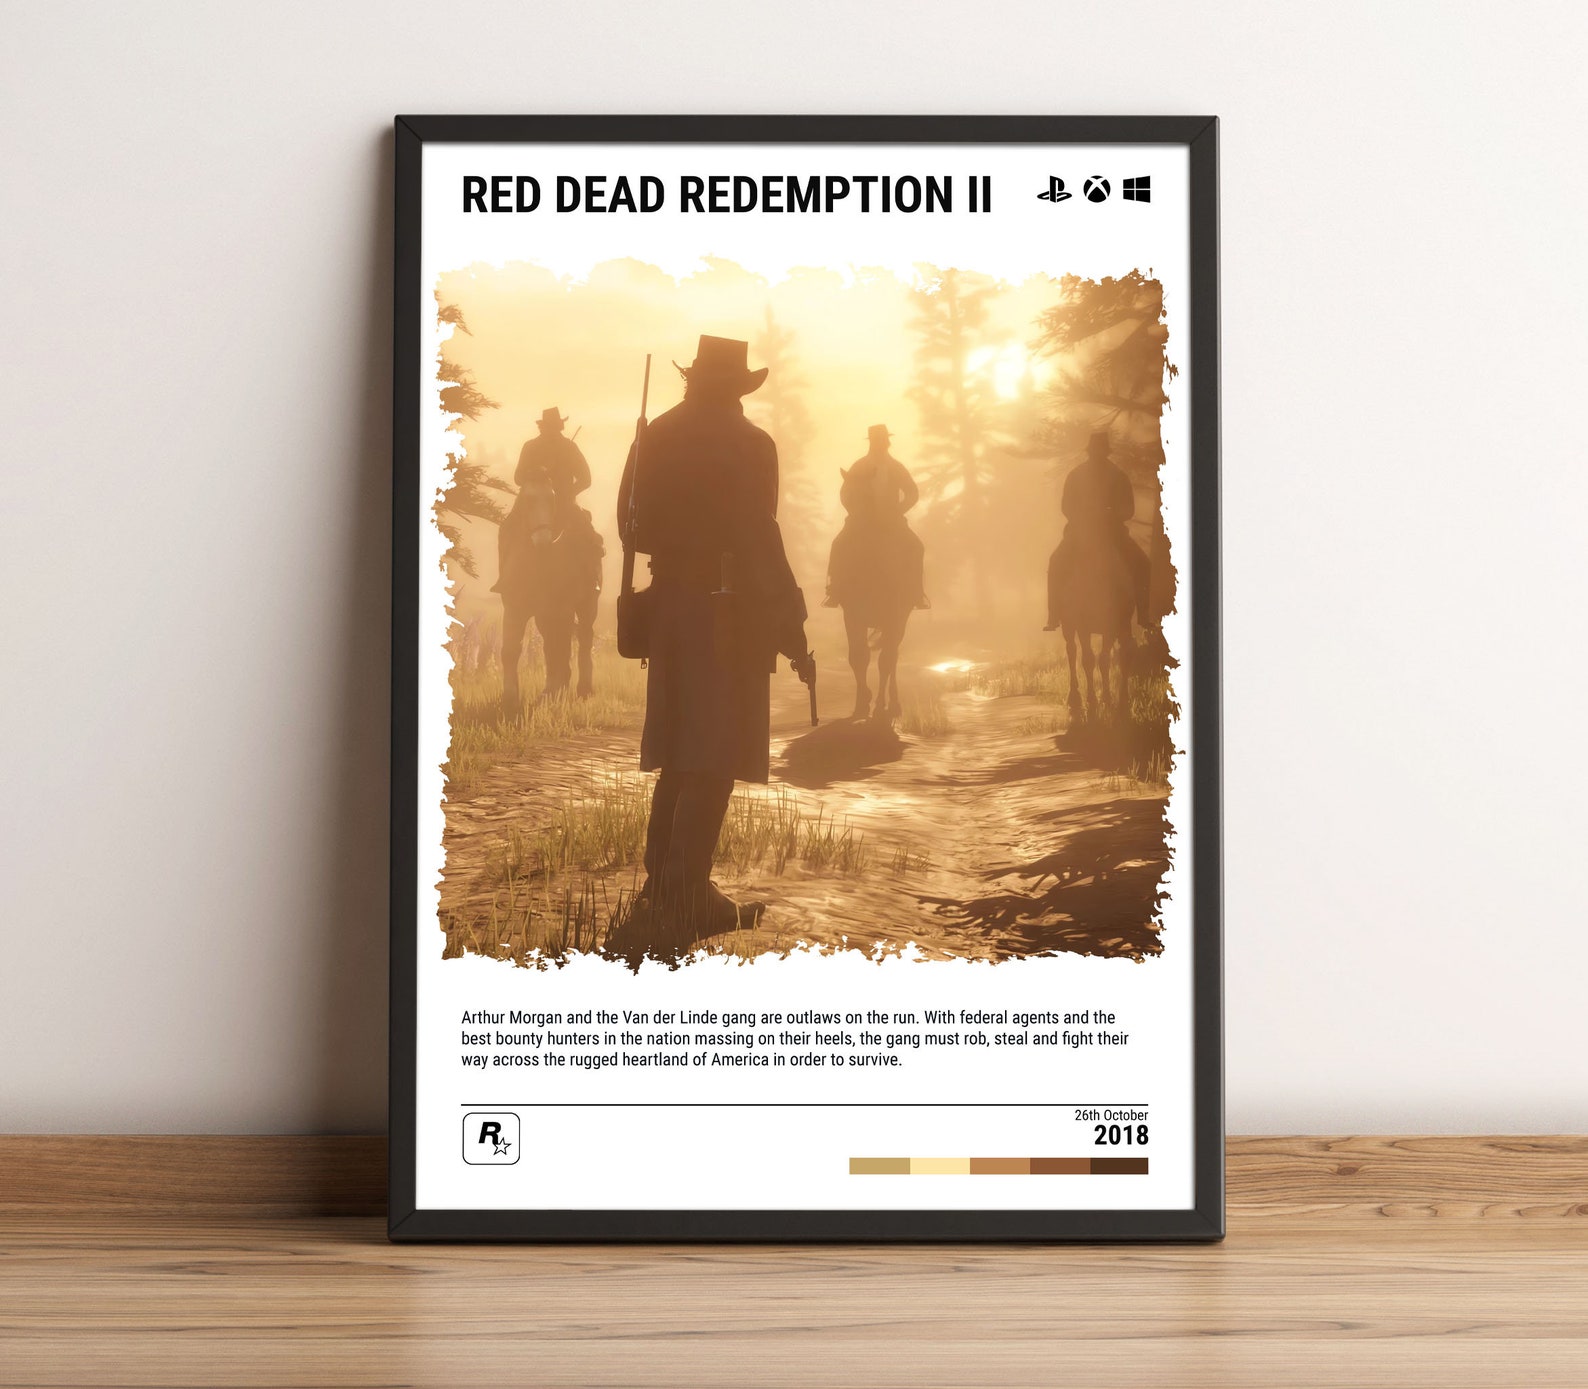 RED DEAD REDEMPTION II
Arthur Morgan and the Van der Linde gang are outlaws on the run. With federal agents and the
best bounty hunters in the nation massing on their heels, the gang must rob, steal and fight their
way across the rugged heartland of America in order to survive.
26th October
2018
R